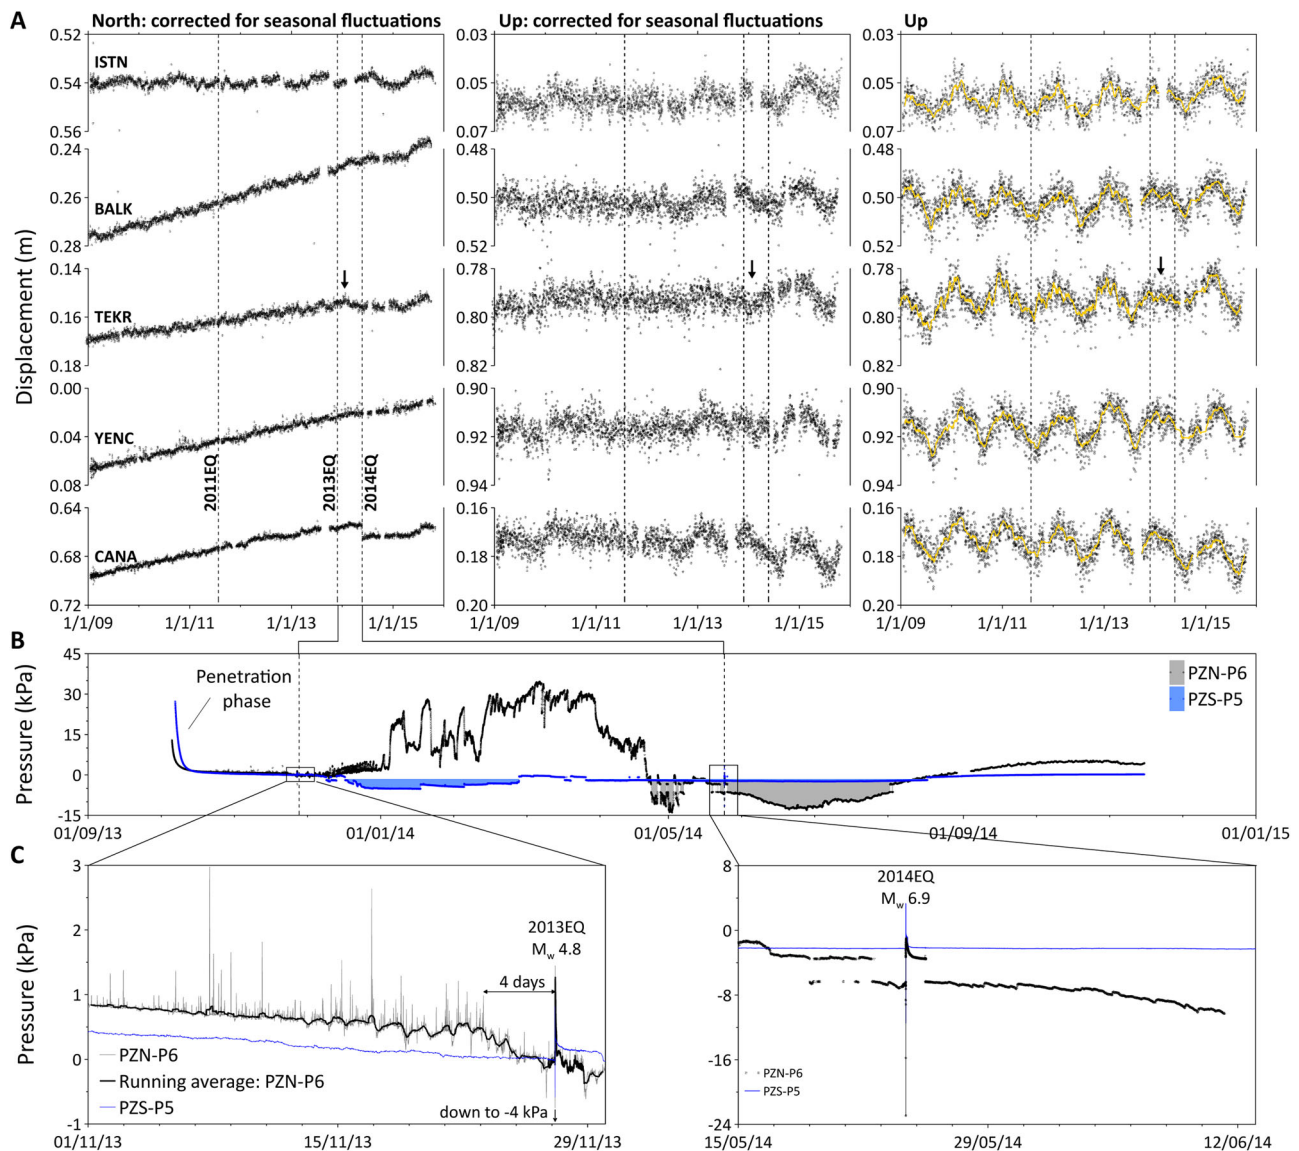 A
North: corrected for seasonal fluctuations
Up: corrected for seasonal fluctuations
Up
Displacement (m)
0.52
ISTN
0.54
0.56
0.24
BALK
0.26
0.28
0.14
TEKR
0.16
0.18
0.00
YENC
0.04
0.08
2011EQ
2013EQ
2014EQ
0.64
CANA
0.68
0.72
1/1/09
1/1/11
1/1/13
1/1/15
0.03
0.05
0.07
0.48
0.50
0.52
0.78
0.80
0.82
0.90
0.92
0.94
0.16
0.18
0.20
1/1/09
1/1/11
1/1/13
1/1/15
0.03
0.05
0.07
0.48
0.50
0.52
0.78
0.80
0.82
0.90
0.92
0.94
0.16
0.18
0.20
1/1/09
1/1/11
1/1/13
1/1/15
B
Pressure (kPa)
45
30
15
0
-15
Penetration
phase
PZN-P6
PZS-P5
01/09/13
01/01/14
01/05/14
01/09/14
01/01/15
C
Pressure (kPa)
3
2
1
0
-1
2013EQ
Mw 4.8
4 days
PZN-P6
Running average: PZN-P6
PZS-P5
down to -4 kPa
01/11/13
15/11/13
29/11/13
8
0
-8
-16
-24
2014EQ
Mw 6.9
PZN-P6
PZS-P5
15/05/14
29/05/14
12/06/14